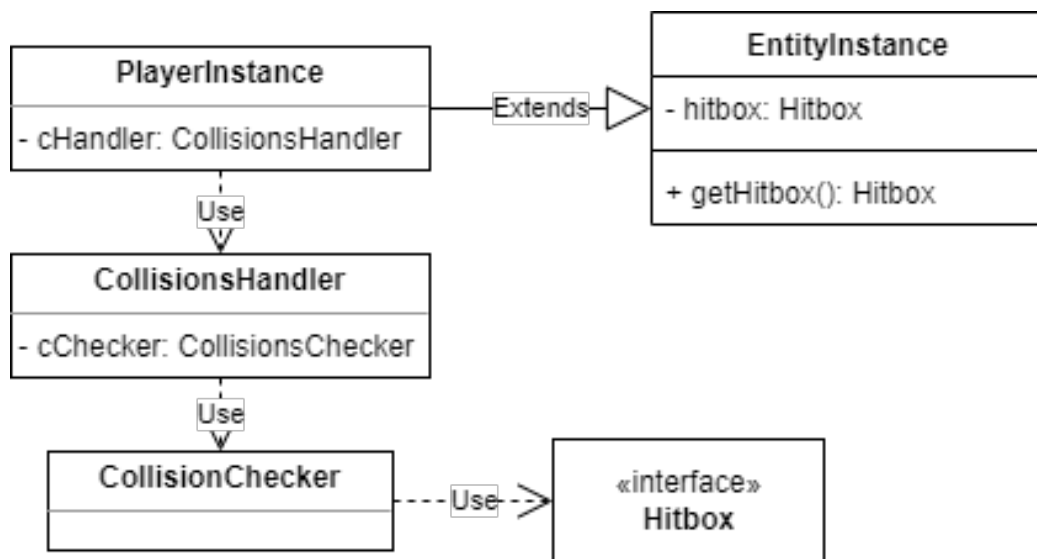 PlayerInstance
- cHandler: CollisionsHandler
Extends
EntityInstance
- hitbox: Hitbox
+ getHitbox(): Hitbox
Use
CollisionsHandler
- cChecker: CollisionsChecker
Use
CollisionChecker
Use
«interface»
Hitbox